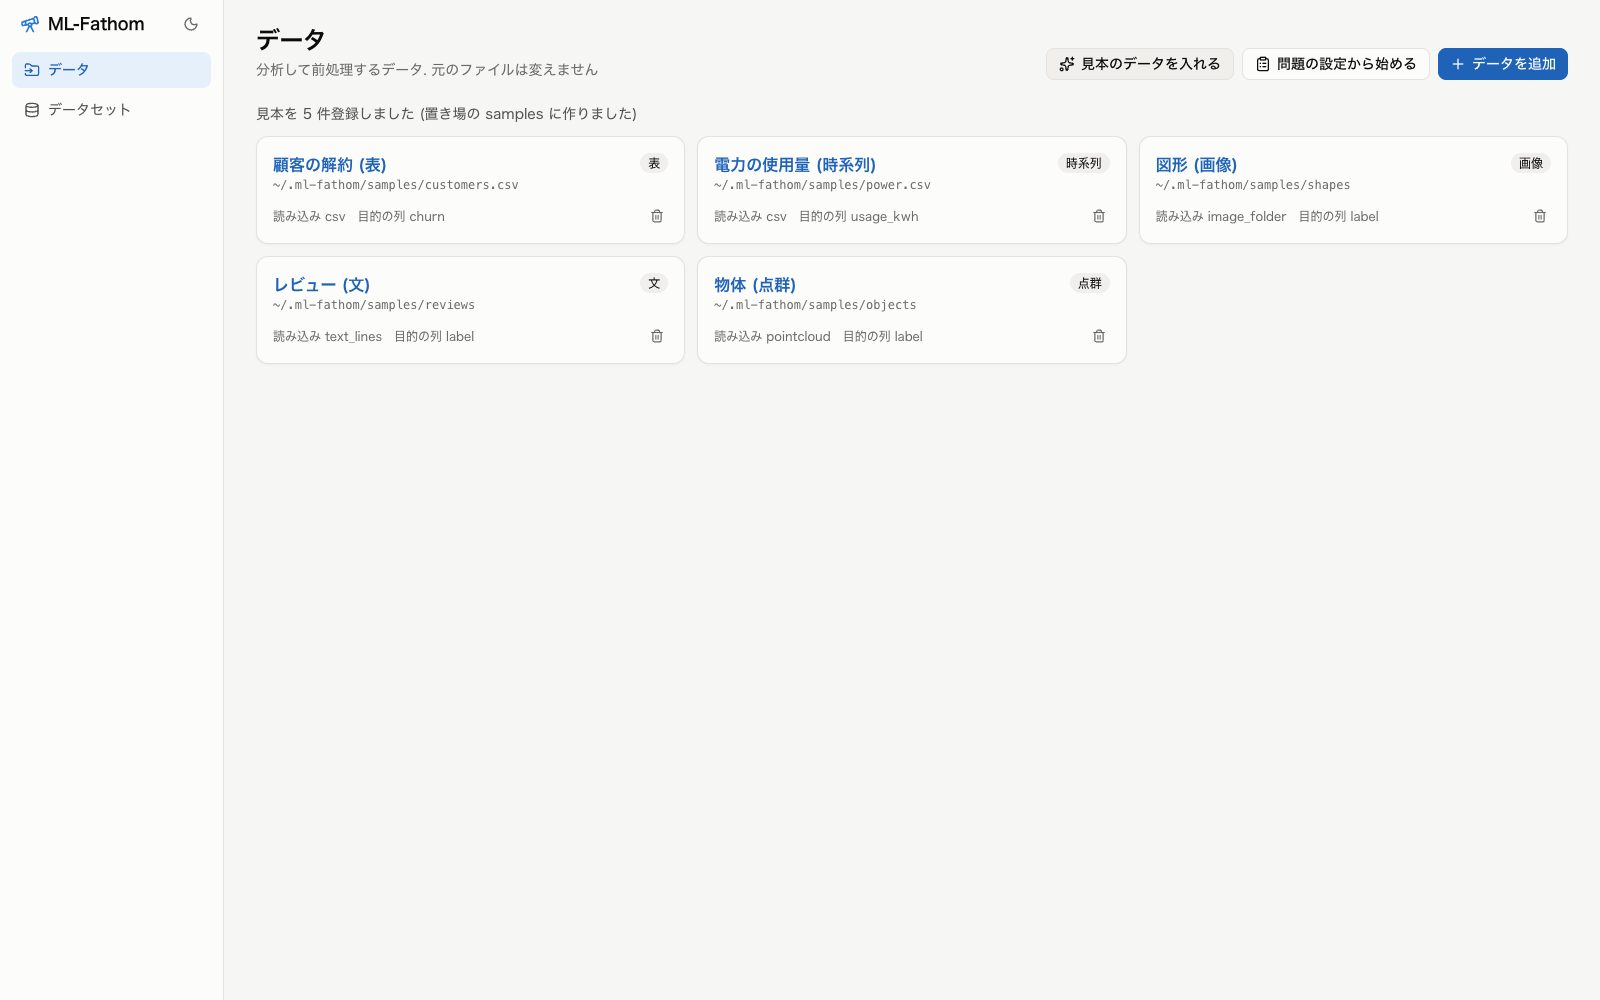 ML-Fathom
データ
データセット
データ
分析して前処理するデータ. 元のファイルは変えません
見本のデータを入れる
問題の設定から始める
データを追加
見本を 5 件登録しました (置き場の samples に作りました)
顧客の解約 (表)
表
~/.ml-fathom/samples/customers.csv
読み込み csv 目的の列 churn
電力の使用量 (時系列)
時系列
~/.ml-fathom/samples/power.csv
読み込み csv 目的の列 usage_kwh
図形 (画像)
画像
~/.ml-fathom/samples/shapes
読み込み image_folder 目的の列 label
レビュー (文)
文
~/.ml-fathom/samples/reviews
読み込み text_lines 目的の列 label
物体 (点群)
点群
~/.ml-fathom/samples/objects
読み込み pointcloud 目的の列 label